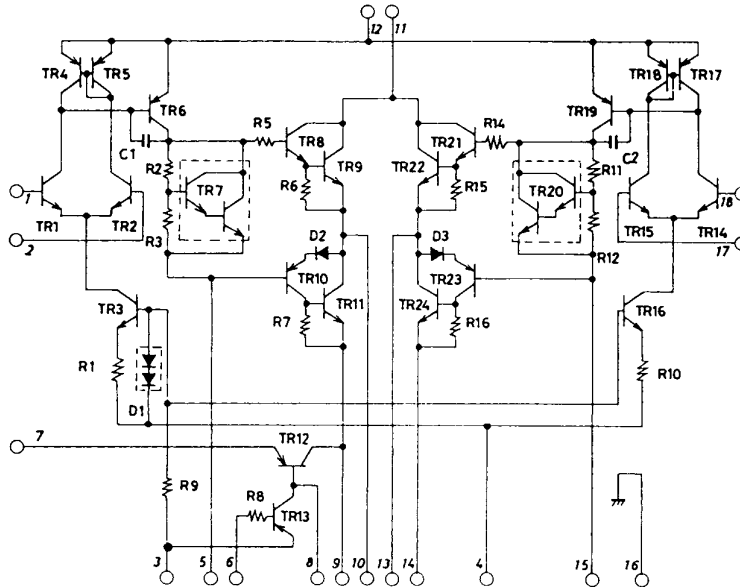 12 11
TR4 TR5 TR18 TR17
TR6 TR19
R5 TR8 TR21 R14
C1 C2
R2 TR9 TR22 R11
TR7 R6 R15 TR20
1 TR1 TR2 TR15 TR14 18
R3 R12
2 D2 D3 17
TR10 TR23
TR3 TR11 TR24 TR16
R7 R16
R1 R10
D1
7 TR12
R9 R8 TR13
3 5 6 8 9 10 13 14 4 15 16